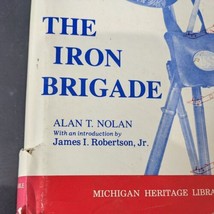 THE
IRON
BRIGADE
ALAN T. NOLAN
With an introduction by
James I. Robertson, Jr.
MICHIGAN HERITAGE LIBRA